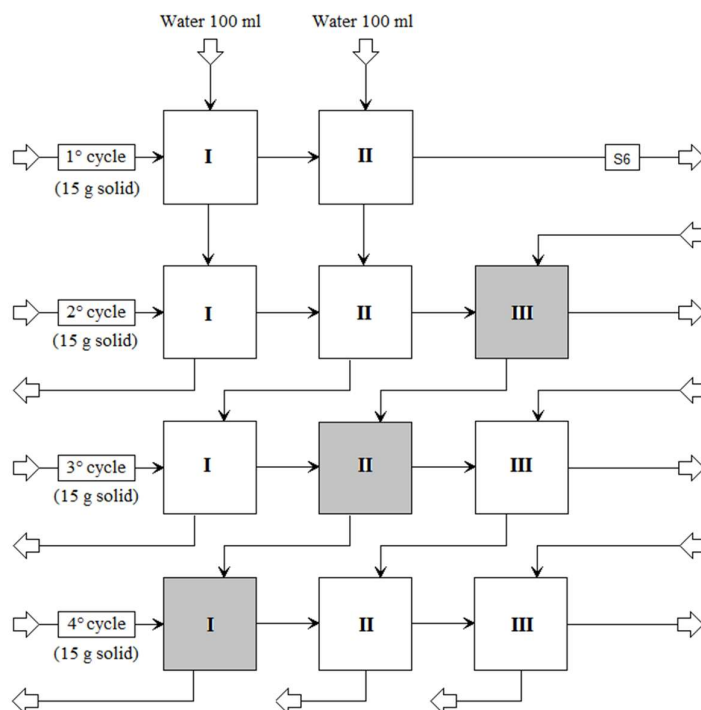 Water 100 ml
Water 100 ml
1° cycle
(15 g solid)
I
II
S6
2° cycle
(15 g solid)
I
II
III
3° cycle
(15 g solid)
I
II
III
4° cycle
(15 g solid)
I
II
III